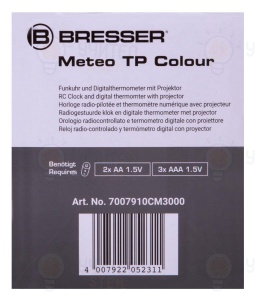 BRESSER
Meteo TP Colour
Funkuhr und Digitalthermometer mit Projektor
RC Clock and digital thermomter with projector
Horloge radio-pilotée et thermomètre numérique avec projecteur
Radiogestuurde klok en digitale thermometer met projector
Orologio radiocontrollato e termometro digitale con proiettore
Reloj radio-controlado y termómetro digital con proyector
Benötigt
Requires
2x AA 1.5V
3x AAA 1.5V
Art. No. 7007910CM3000
4 007922 052311